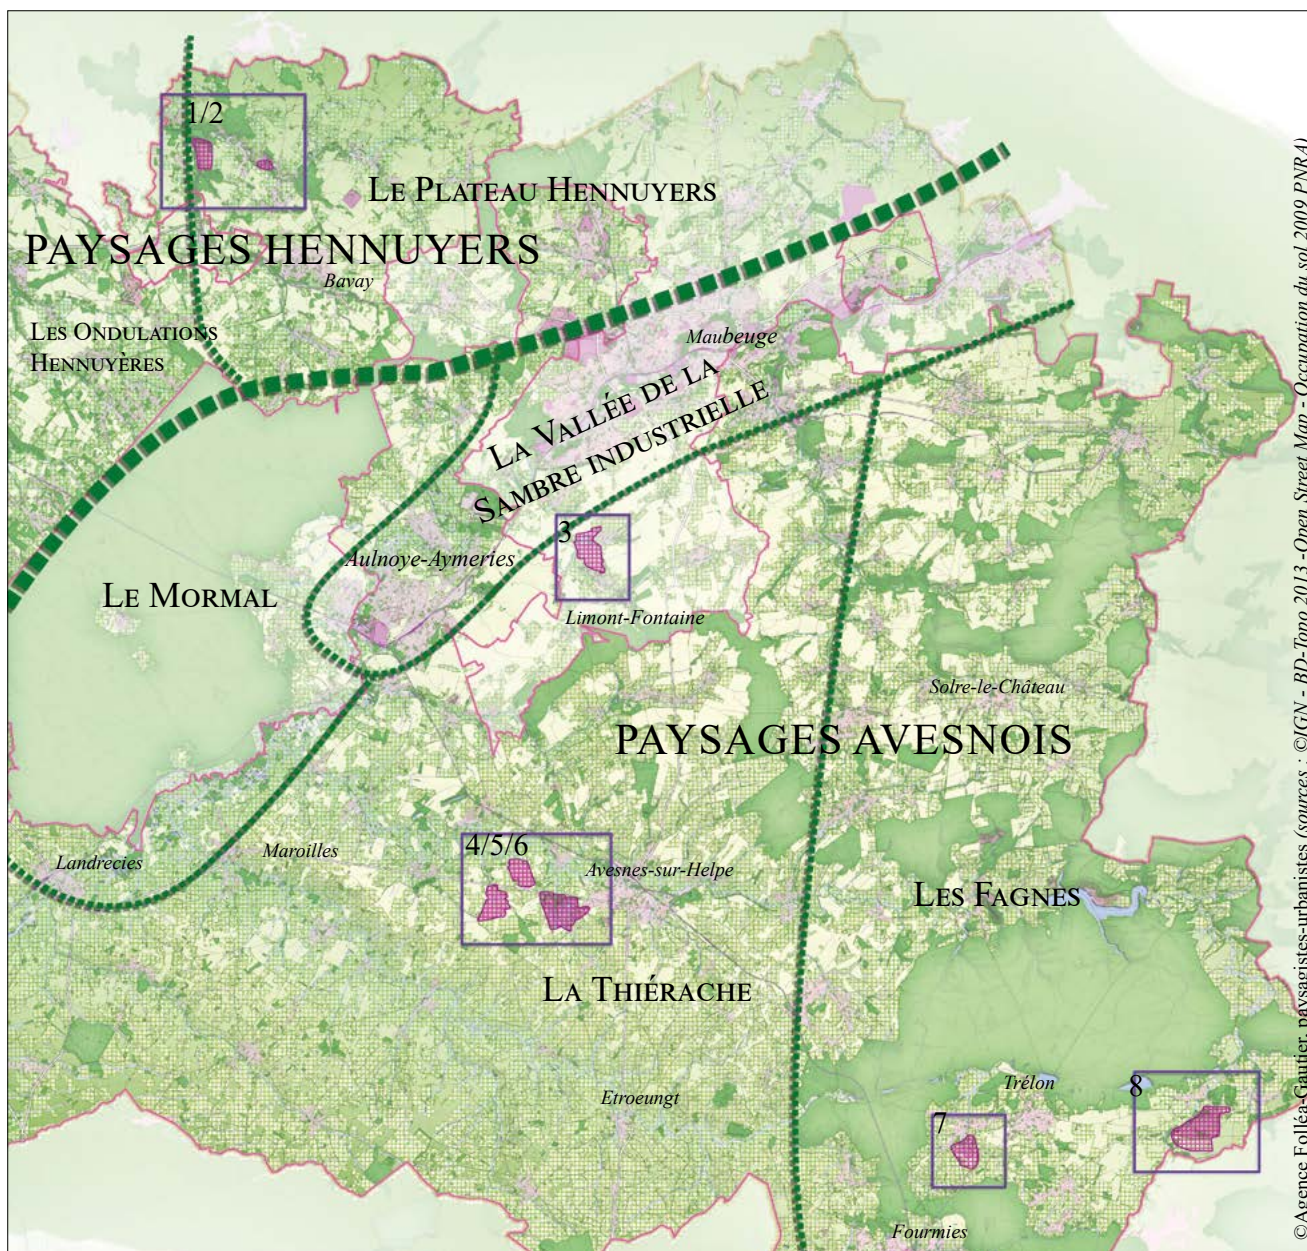 1/2
Le Plateau Hennuyers
PAYSAGES HENNUYERS
Bavay
Les Ondulations
Hennuyères
Maubeuge
La Vallée de la
Sambre industrielle
3
Aulnoye-Aymeries
Le Mormal
Limont-Fontaine
Solre-le-Château
PAYSAGES AVESNOIS
4/5/6
Maroilles
Landrecies
Avesnes-sur-Helpe
Les Fagnes
La Thiérache
Trélon
8
Etroeungt
7
Fourmies
©Agence Folléa-Gautier, paysagistes-urbanistes (sources : ©IGN - BD-Topo 2013 -Open Street Map - Occupation du sol 2009 PNRA)